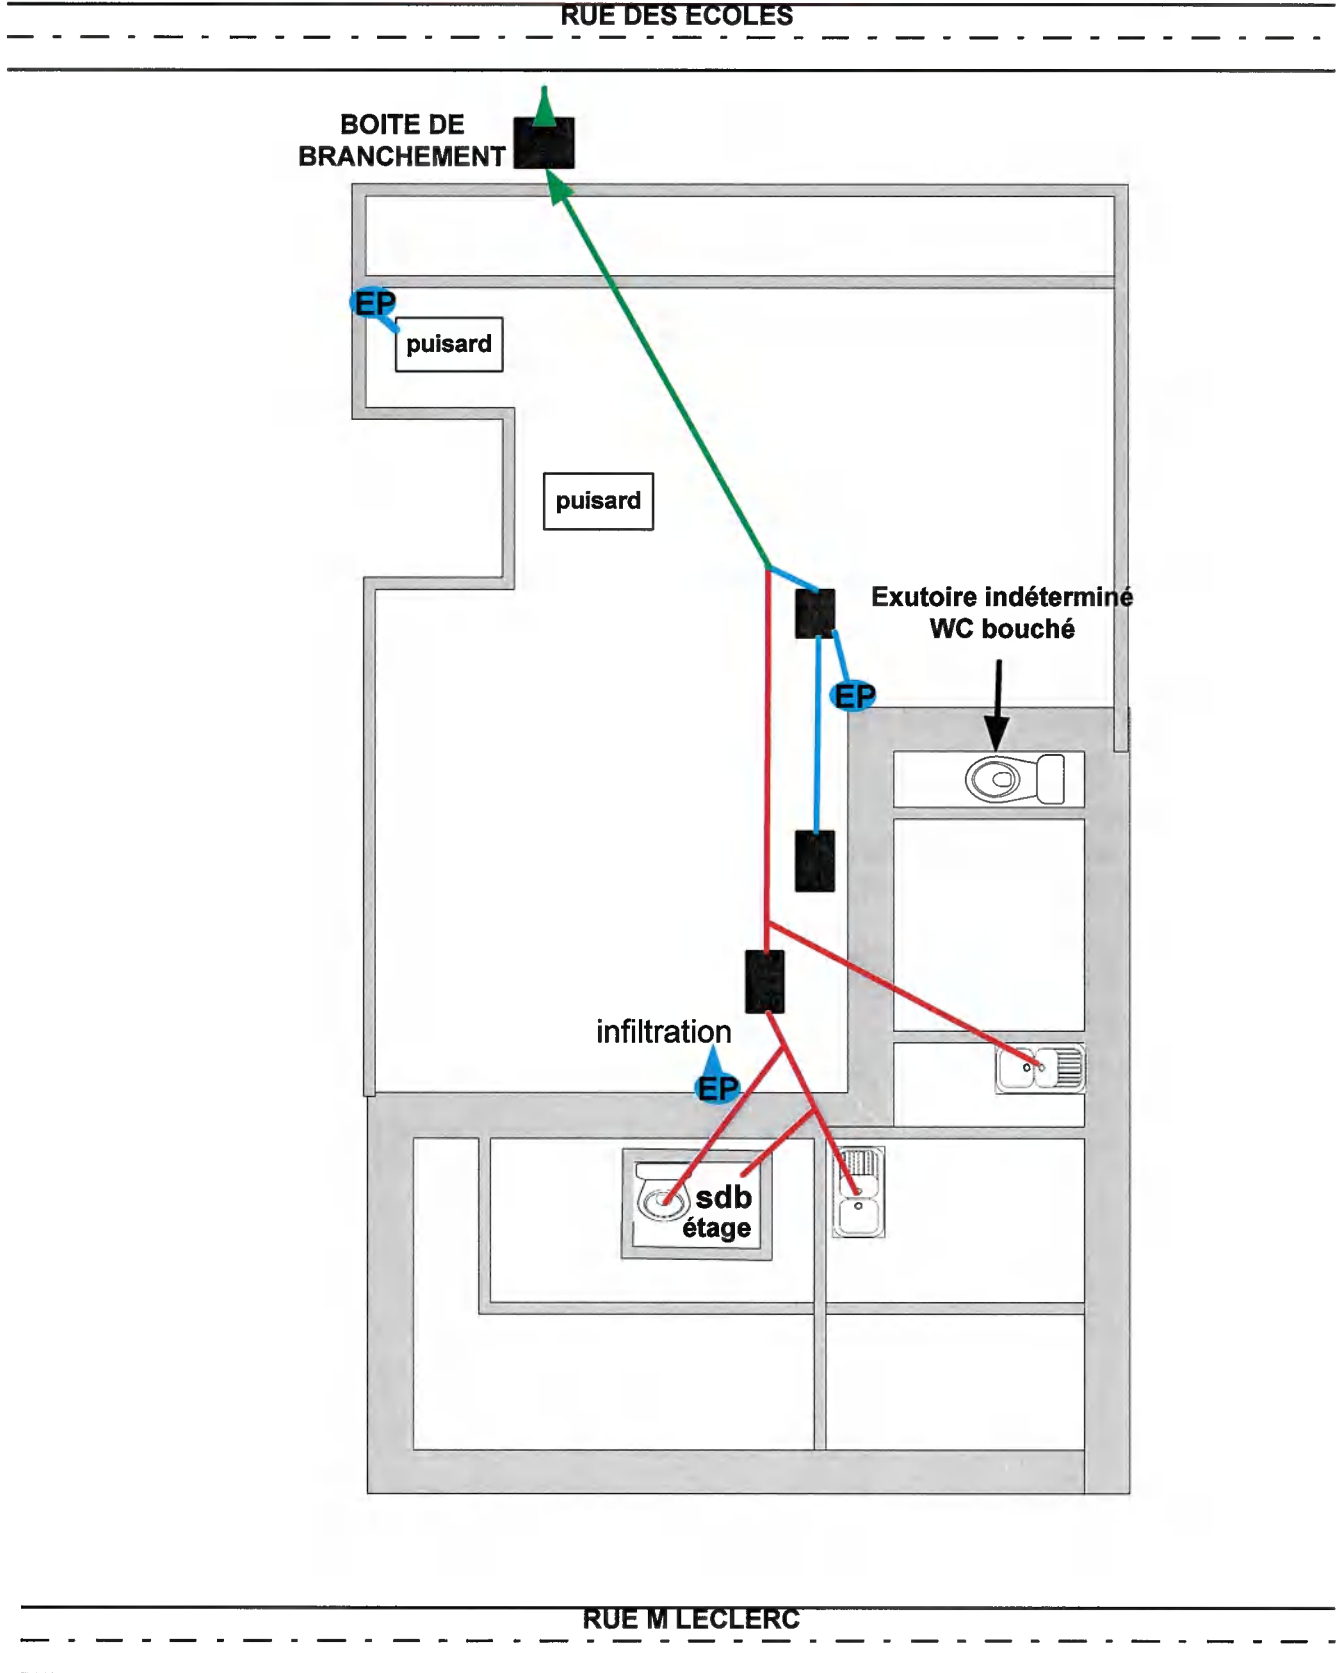 RUE DES ECOLES
BOITE DE
BRANCHEMENT
EP
puisard
puisard
Exutoire indéterminé
WC bouché
EP
infiltration
EP
sdb
étage
RUE M LECLERC